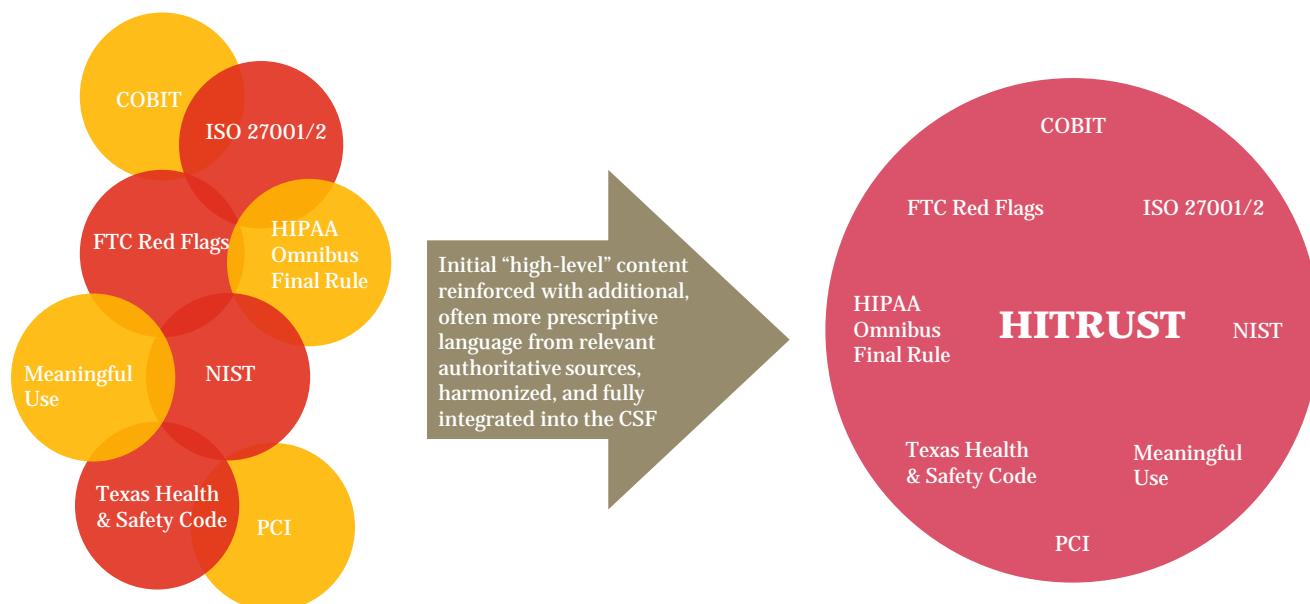 COBIT
ISO 27001/2
FTC Red Flags
HIPAA
Omnibus
Final Rule
Meaningful
Use
NIST
Texas Health
& Safety Code
PCI
Initial “high-level” content
reinforced with additional,
often more prescriptive
language from relevant
authoritative sources,
harmonized, and fully
integrated into the CSF
COBIT
FTC Red Flags
ISO 27001/2
HIPAA
Omnibus
Final Rule
HITRUST
NIST
Texas Health
& Safety Code
Meaningful
Use
PCI